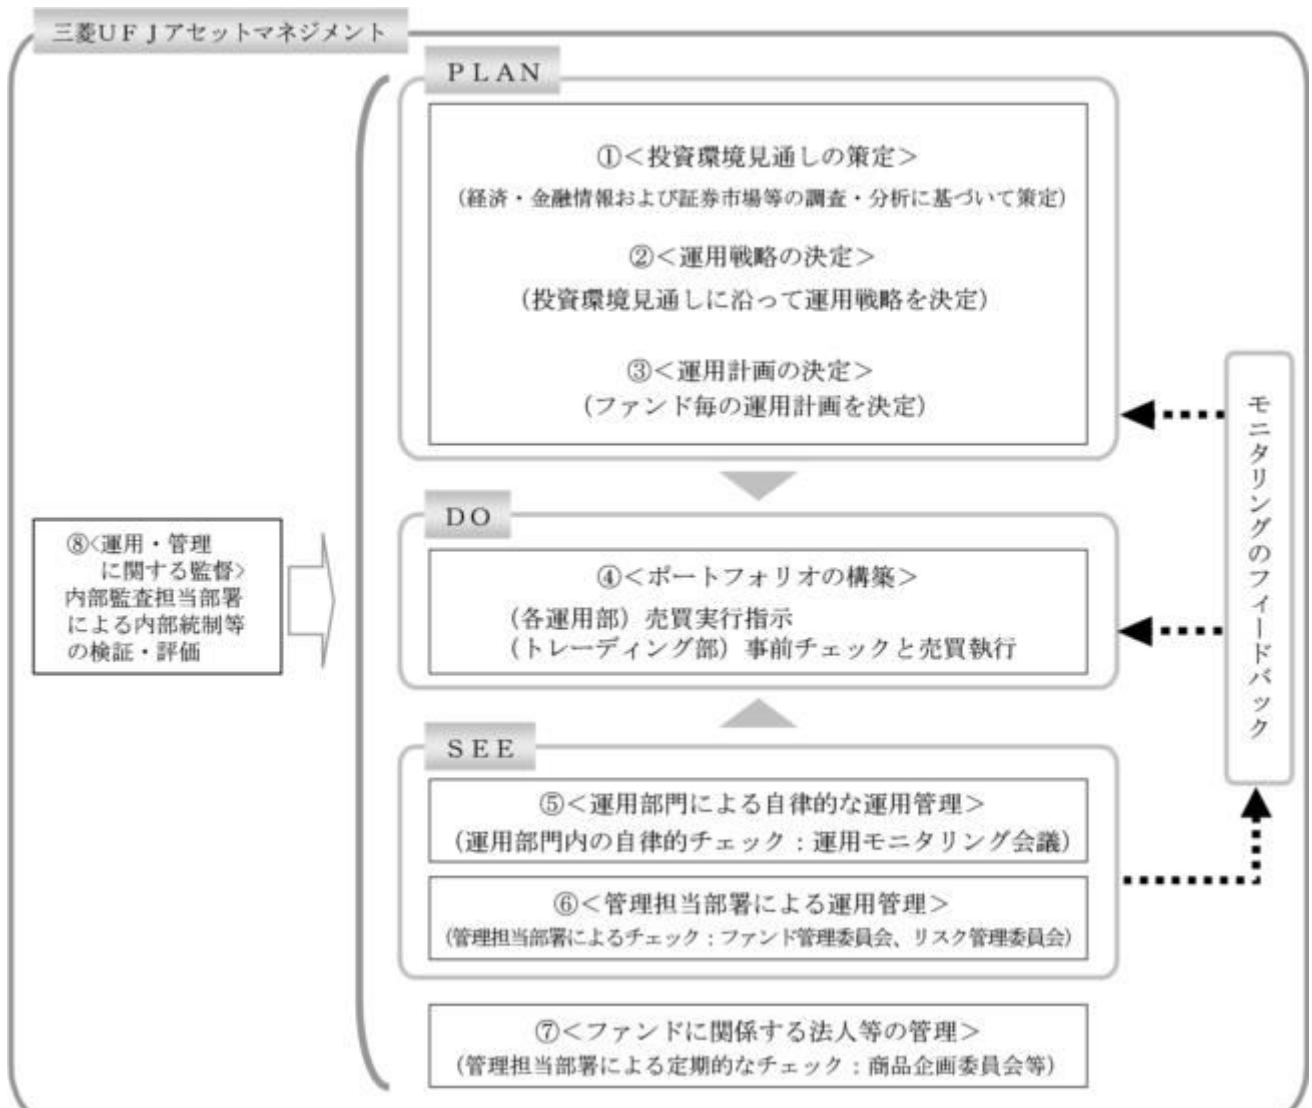 三菱UFJアセットマネジメント
PLAN
①＜投資環境見通しの策定＞
(経済・金融情報および証券市場等の調査・分析に基づいて策定)
②＜運用戦略の決定＞
(投資環境見通しに沿って運用戦略を決定)
③＜運用計画の決定＞
(ファンド毎の運用計画を決定)
モニタリングのフィードバック
DO
④＜ポートフォリオの構築＞
(各運用部) 売買実行指示
(トレーディング部) 事前チェックと売買執行
⑧<運用・管理
に関する監督>
内部監査担当部署
による内部統制等
の検証・評価
SEE
⑤＜運用部門による自律的な運用管理＞
(運用部門内の自律的チェック：運用モニタリング会議)
⑥＜管理担当部署による運用管理＞
(管理担当部署によるチェック：ファンド管理委員会、リスク管理委員会)
⑦＜ファンドに関係する法人等の管理＞
(管理担当部署による定期的なチェック：商品企画委員会等)